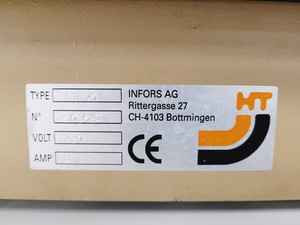 TYPE
INFORS AG
Rittergasse 27
N°
CH-4103 Bottmingen
VOLT
AMP
CE
HT